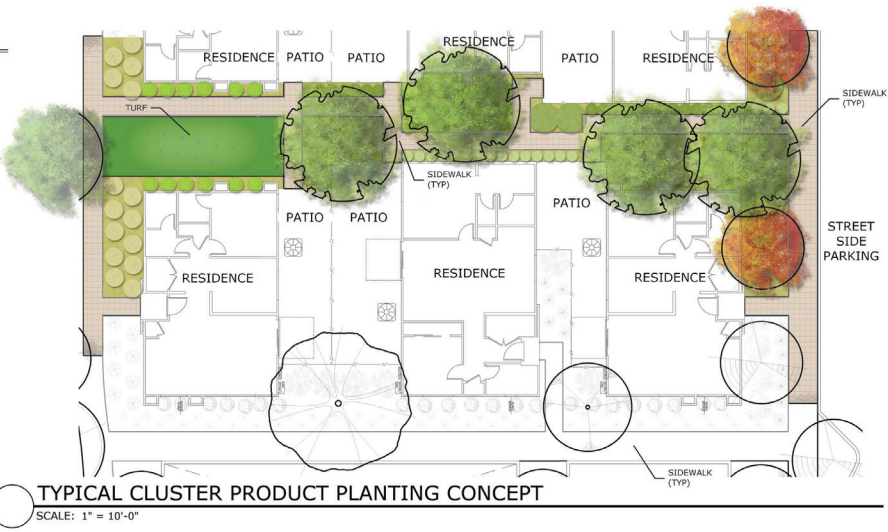 RESIDENCE
PATIO
PATIO
RESIDENCE
PATIO
RESIDENCE
SIDEWALK
(TYP)
TURF
SIDEWALK
(TYP)
PATIO
PATIO
PATIO
STREET
SIDE
PARKING
RESIDENCE
RESIDENCE
RESIDENCE
SIDEWALK
(TYP)
TYPICAL CLUSTER PRODUCT PLANTING CONCEPT
SCALE: 1" = 10'-0"